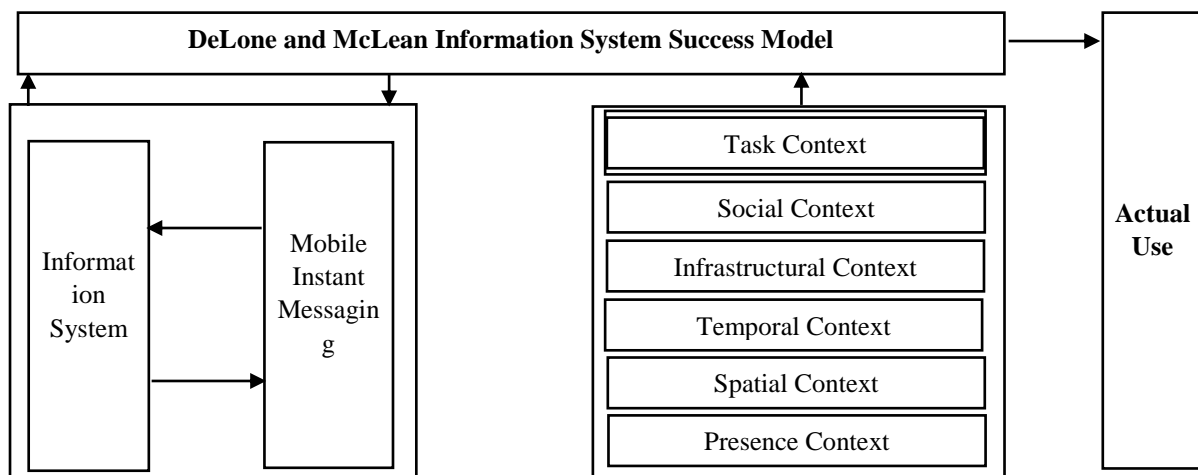 DeLone and McLean Information System Success Model
Informat
ion
System
Mobile
Instant
Messagin
g
Task Context
Social Context
Infrastructural Context
Temporal Context
Spatial Context
Presence Context
Actual
Use